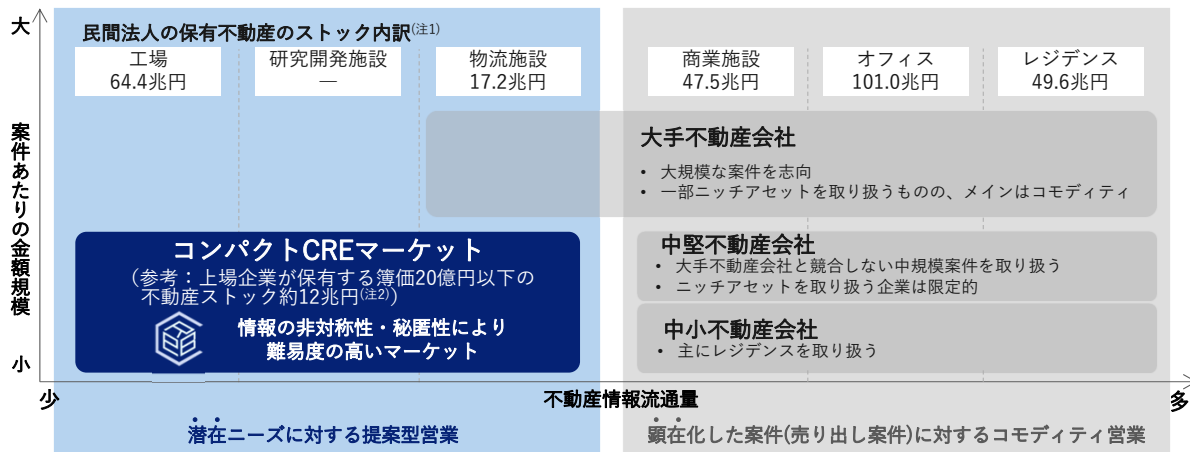 大
民間法人の保有不動産のストック内訳(注1)
工場
64.4兆円
研究開発施設
―
物流施設
17.2兆円
商業施設
47.5兆円
オフィス
101.0兆円
レジデンス
49.6兆円
案件あたりの金額規模
大手不動産会社
• 大規模な案件を志向
• 一部ニッチアセットを取り扱うものの、メインはコモディティ
コンパクトCREマーケット
(参考：上場企業が保有する簿価20億円以下の
不動産ストック約12兆円(注2))
情報の非対称性・秘匿性により
難易度の高いマーケット
中堅不動産会社
• 大手不動産会社と競合しない中規模案件を取り扱う
• ニッチアセットを取り扱う企業は限定的
中小不動産会社
• 主にレジデンスを取り扱う
小
少
不動産情報流通量
多
潜在ニーズに対する提案型営業
顕在化した案件(売り出し案件)に対するコモディティ営業